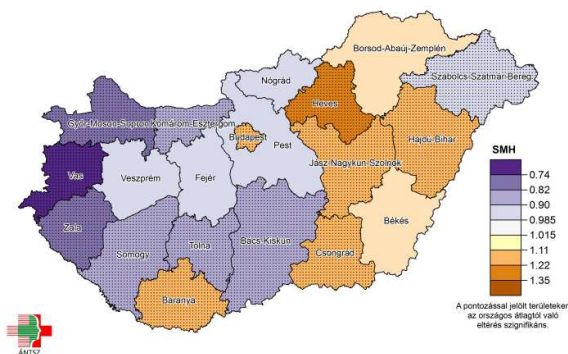 Borsod-Abaúj-Zemplén
Nógrád
Szabolcs-Szatmár-Bereg
Heves
Győr-Moson-Sopron
Komárom-Esztergom
Budapest
Hajdú-Bihar
Pest
Jász-Nagykun-Szolnok
Vas
Veszprém
Fejér
Békés
Zala
Somogy
Tolna
Bács-Kiskun
Csongrád
Baranya
SMH
0.74
0.82
0.90
0.985
1.015
1.11
1.22
1.35
A pontozással jelölt területeken
az országos átlagtól való
eltérés szignifikáns.
ÁNTSZ